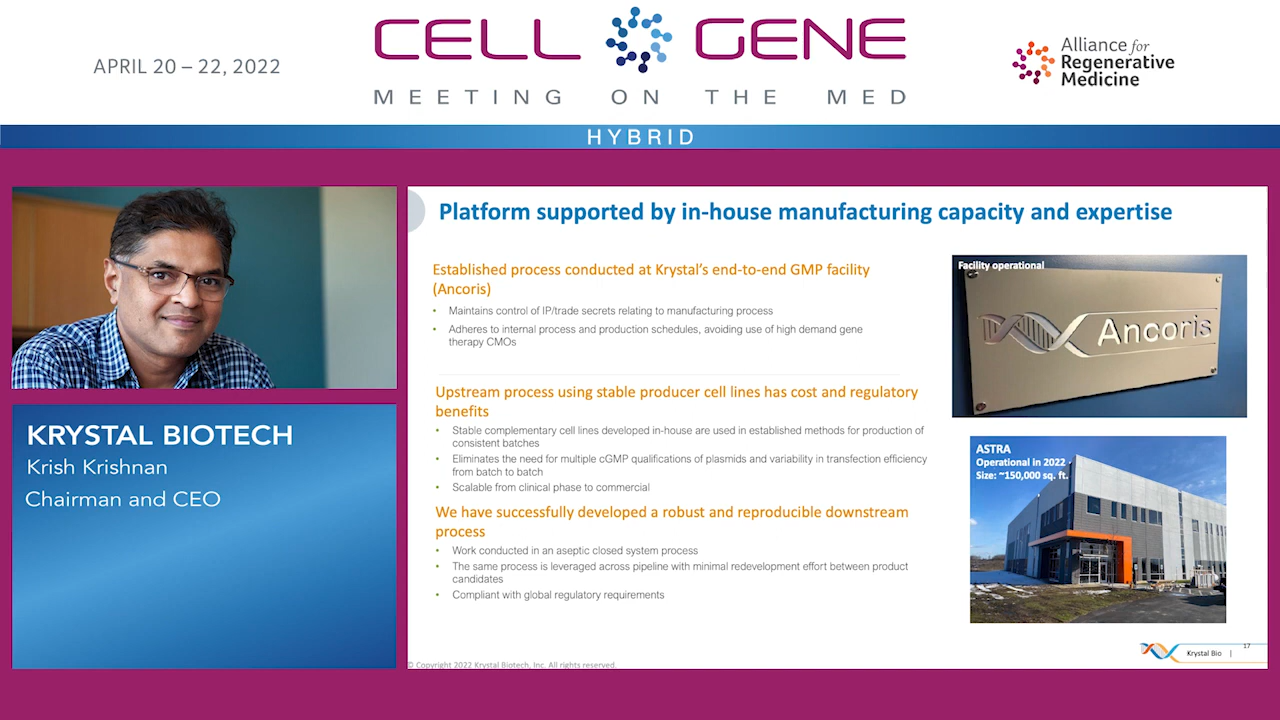 APRIL 20 – 22, 2022
CELL GENE
MEETING ON THE MED
Alliance for
Regenerative
Medicine
HYBRID
KRYSTAL BIOTECH
Krish Krishnan
Chairman and CEO
Platform supported by in-house manufacturing capacity and expertise
Established process conducted at Krystal's end-to-end GMP facility
(Ancoris)
• Maintains control of IP/trade secrets relating to manufacturing process
• Adheres to internal process and production schedules, avoiding use of high demand gene
therapy CMOs
Upstream process using stable producer cell lines has cost and regulatory
benefits
• Stable complementary cell lines developed in-house are used in established methods for production of
consistent batches
• Eliminates the need for multiple cGMP qualifications of plasmids and variability in transfection efficiency
from batch to batch
• Scalable from clinical phase to commercial
We have successfully developed a robust and reproducible downstream
process
• Work conducted in an aseptic closed system process
• The same process is leveraged across pipeline with minimal redevelopment effort between product
candidates
• Compliant with global regulatory requirements
Facility operational
Ancoris
ASTRA
Operational in 2022 -
Size: ~150,000 sq. ft.
© Copyright 2022 Krystal Biotech, Inc. All rights reserved.
Krystal Bio |
17